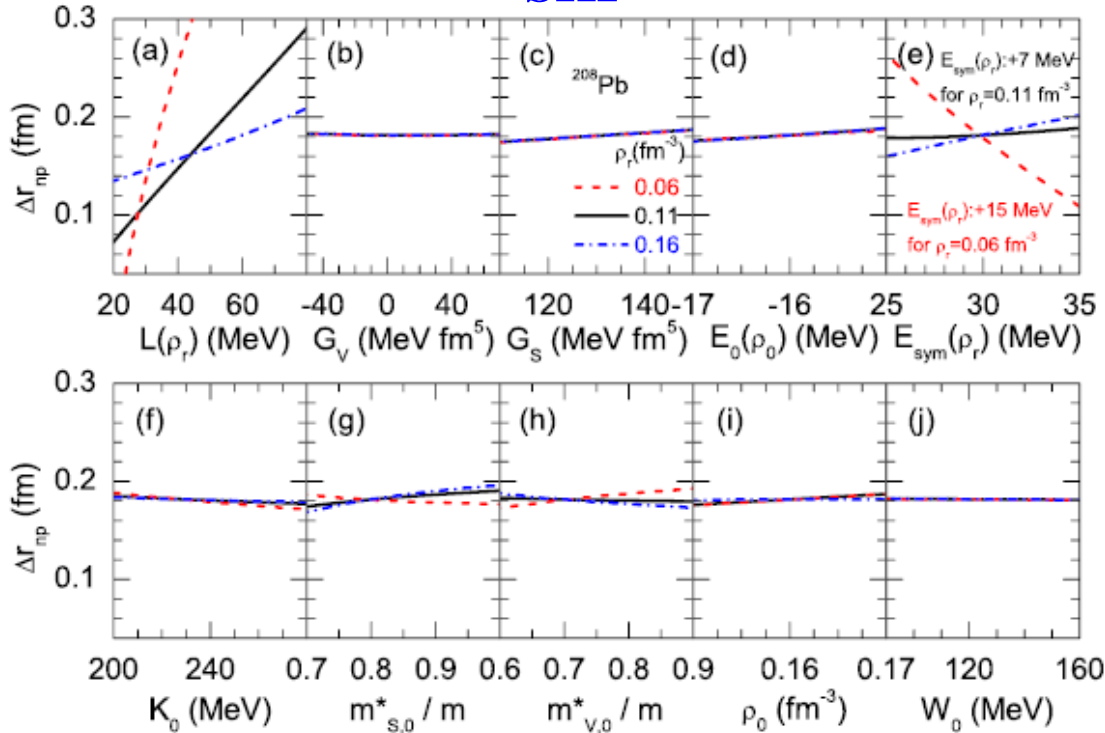 0.3
0.2
0.1
Δr_np (fm)
(a)
(b)
(c)
(d)
(e)
²⁰⁸Pb
ρ_r(fm⁻³)
0.06
0.11
0.16
E_sym(ρ_r):+7 MeV
for ρ_r=0.11 fm⁻³
E_sym(ρ_r):+15 MeV
for ρ_r=0.06 fm⁻³
20 40 60 -40 0 40 120 140 -17 -16 25 30 35
L(ρ_r) (MeV)
G_V (MeV fm⁵)
G_S (MeV fm⁵)
E_0(ρ_0) (MeV)
E_sym(ρ_r) (MeV)
0.3
0.2
0.1
Δr_np (fm)
(f)
(g)
(h)
(i)
(j)
200 240 0.7 0.8 0.9 0.6 0.7 0.8 0.9 0.16 0.17 120 160
K_0 (MeV)
m*_S,0 / m
m*_V,0 / m
ρ_0 (fm⁻³)
W_0 (MeV)